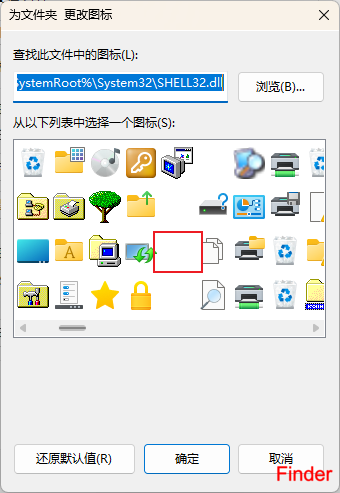 为文件夹 更改图标
查找此文件中的图标(L):
ystemRoot%\System32\SHELL32.dll
浏览(B)...
从以下列表中选择一个图标(S):
A
还原默认值(R)
确定
取消
Finder